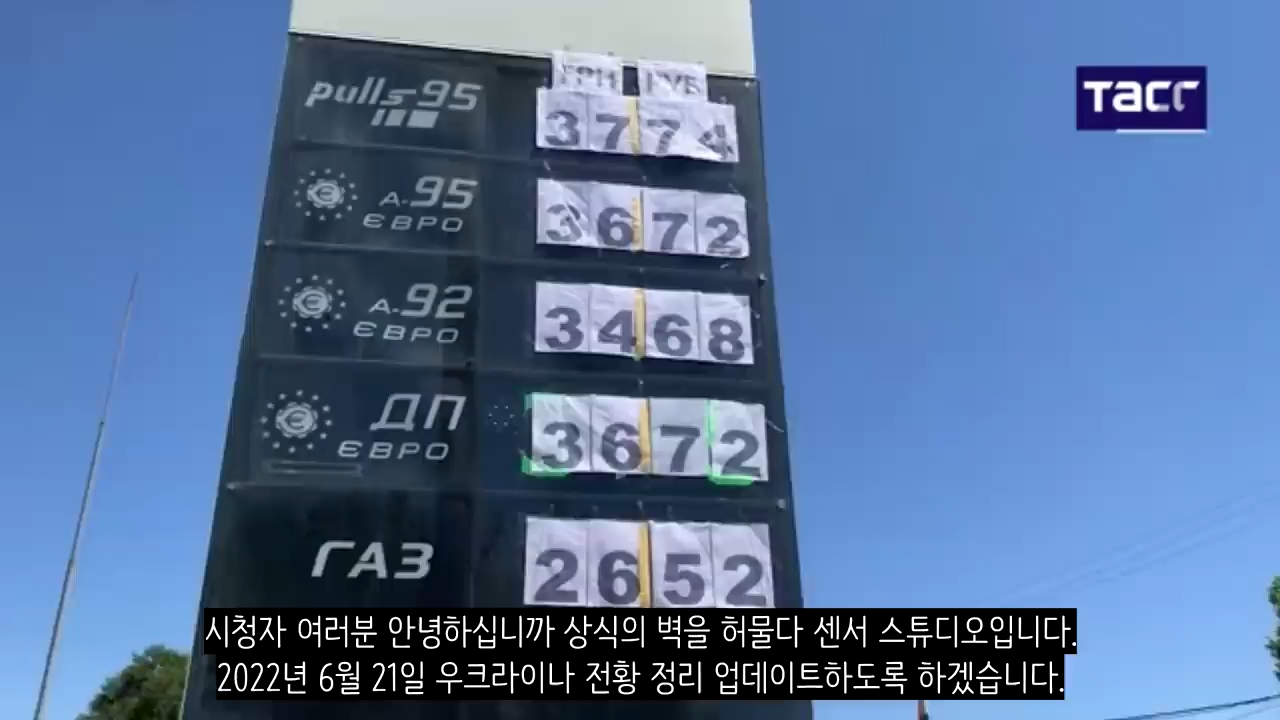 ГРН РУБ
pulls 95
37 74
тасс
А-95
ЄВРО
36 72
А-92
ЄВРО
34 68
ДП
ЄВРО
36 72
ГАЗ
26 52
시청자 여러분 안녕하십니까 상식의 벽을 허물다 센서 스튜디오입니다.
2022년 6월 21일 우크라이나 전황 정리 업데이트하도록 하겠습니다.